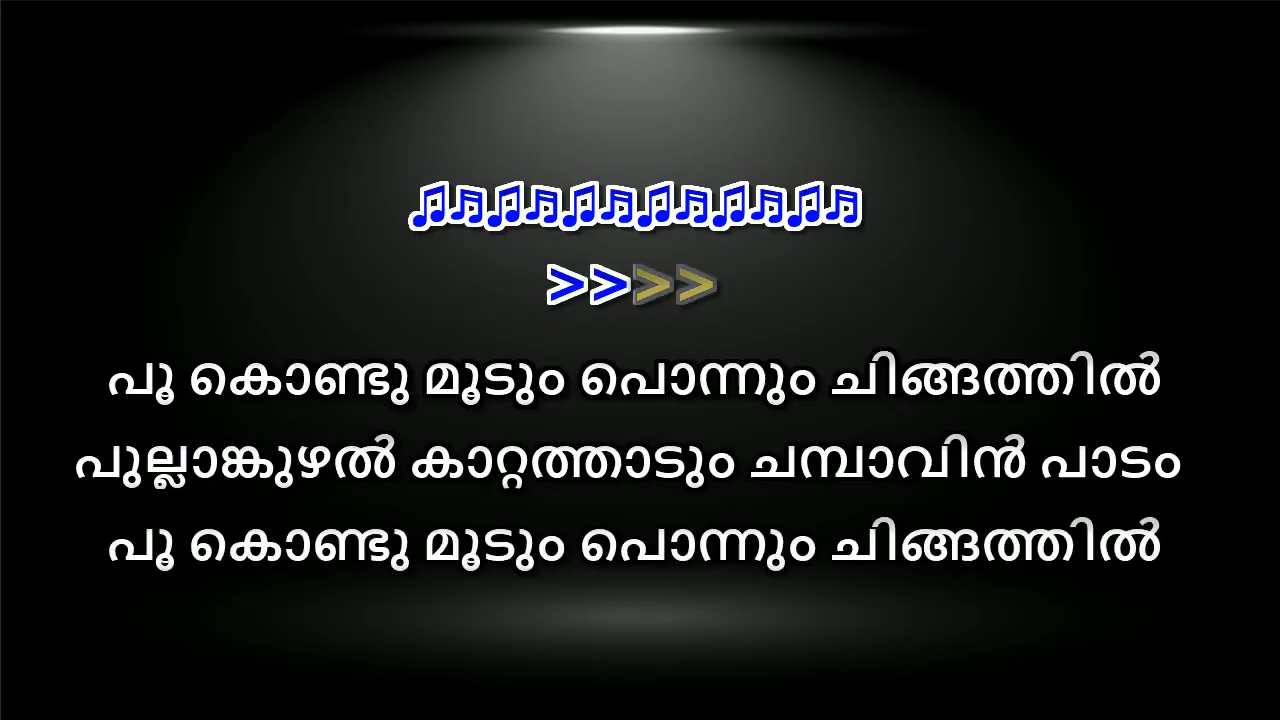 ♫♬♫♬♫♬♫♬♫♬♫♬
>>>>
പൂ കൊണ്ടു മൂടും പൊന്നും ചിങ്ങത്തിൽ
പുല്ലാങ്കുഴൽ കാറ്റത്താടും ചമ്പാവിൻ പാടം
പൂ കൊണ്ടു മൂടും പൊന്നും ചിങ്ങത്തിൽ